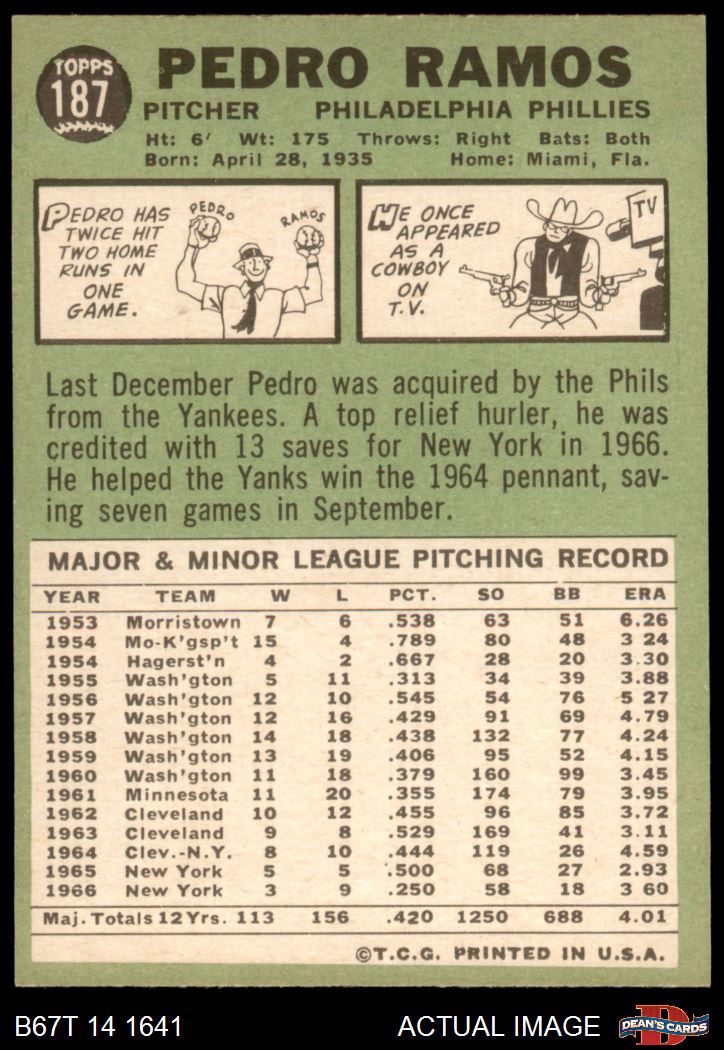 TOPPS
187
PEDRO RAMOS
PITCHER PHILADELPHIA PHILLIES
Ht: 6' Wt: 175 Throws: Right Bats: Both
Born: April 28, 1935 Home: Miami, Fla.
PEDRO HAS
TWICE HIT
TWO HOME
RUNS IN
ONE
GAME.
PEDRO
RAMOS
HE ONCE
APPEARED
AS A
COWBOY
ON
T.V.
TV
Last December Pedro was acquired by the Phils
from the Yankees. A top relief hurler, he was
credited with 13 saves for New York in 1966.
He helped the Yanks win the 1964 pennant, sav-
ing seven games in September.
MAJOR & MINOR LEAGUE PITCHING RECORD
YEAR TEAM W L PCT. SO BB ERA
1953 Morristown 7 6 .538 63 51 6.26
1954 Mo-K'gsp't 15 4 .789 80 48 3 24
1954 Hagerst'n 4 2 .667 28 20 3.30
1955 Wash'gton 5 11 .313 34 39 3.88
1956 Wash'gton 12 10 .545 54 76 5 27
1957 Wash'gton 12 16 .429 91 69 4.79
1958 Wash'gton 14 18 .438 132 77 4.24
1959 Wash'gton 13 19 .406 95 52 4.15
1960 Wash'gton 11 18 .379 160 99 3.45
1961 Minnesota 11 20 .355 174 79 3.95
1962 Cleveland 10 12 .455 96 85 3.72
1963 Cleveland 9 8 .529 169 41 3.11
1964 Clev.-N.Y. 8 10 .444 119 26 4.59
1965 New York 5 5 .500 68 27 2.93
1966 New York 3 9 .250 58 18 3 60
Maj. Totals 12 Yrs. 113 156 .420 1250 688 4.01
©T.C.G. PRINTED IN U.S.A.
B67T 14 1641 ACTUAL IMAGE
D
DEAN'S CARDS